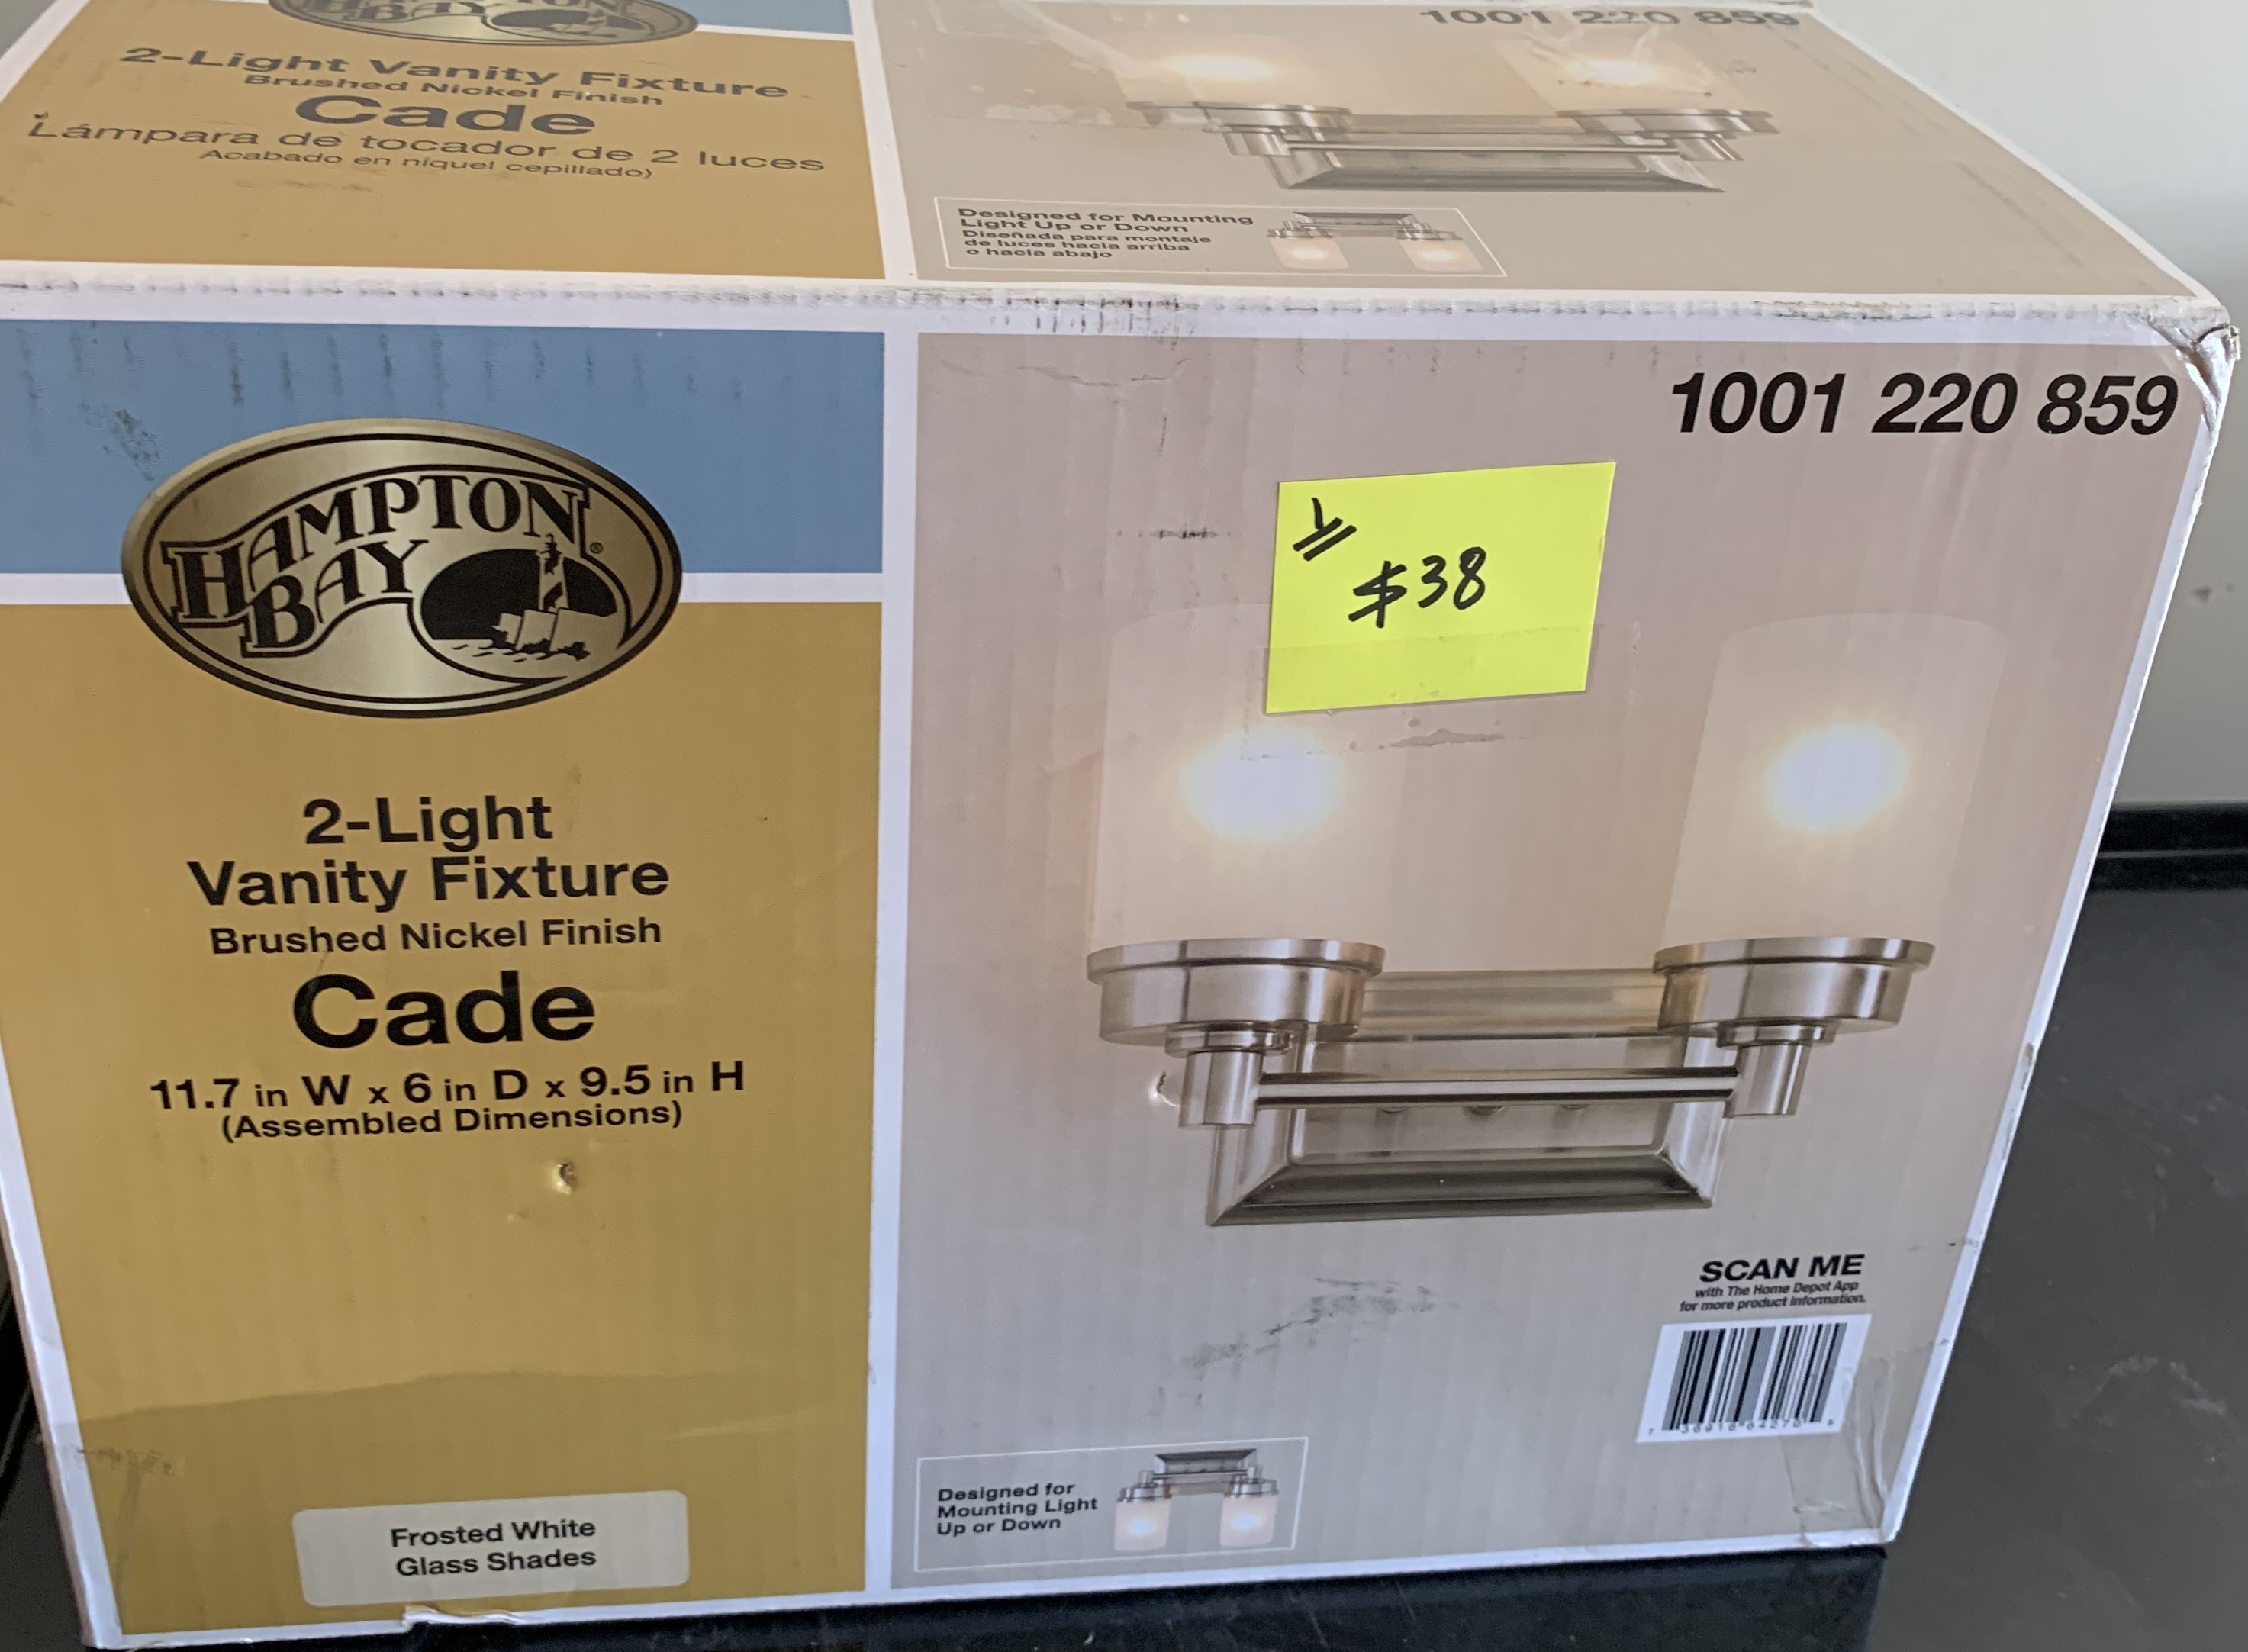 HAMPTON
BAY
1001 220 859
2-Light Vanity Fixture
Brushed Nickel Finish
Cade
Lámpara de tocador de 2 luces
Acabado en níquel cepillado)
Designed for Mounting
Light Up or Down
Diseñada para montaje
de luces hacia arriba
o hacia abajo
1001 220 859
HAMPTON
BAY
®
$38
2-Light
Vanity Fixture
Brushed Nickel Finish
Cade
11.7 in W x 6 in D x 9.5 in H
(Assembled Dimensions)
SCAN ME
with The Home Depot App
for more product information.
Designed for
Mounting Light
Up or Down
Frosted White
Glass Shades